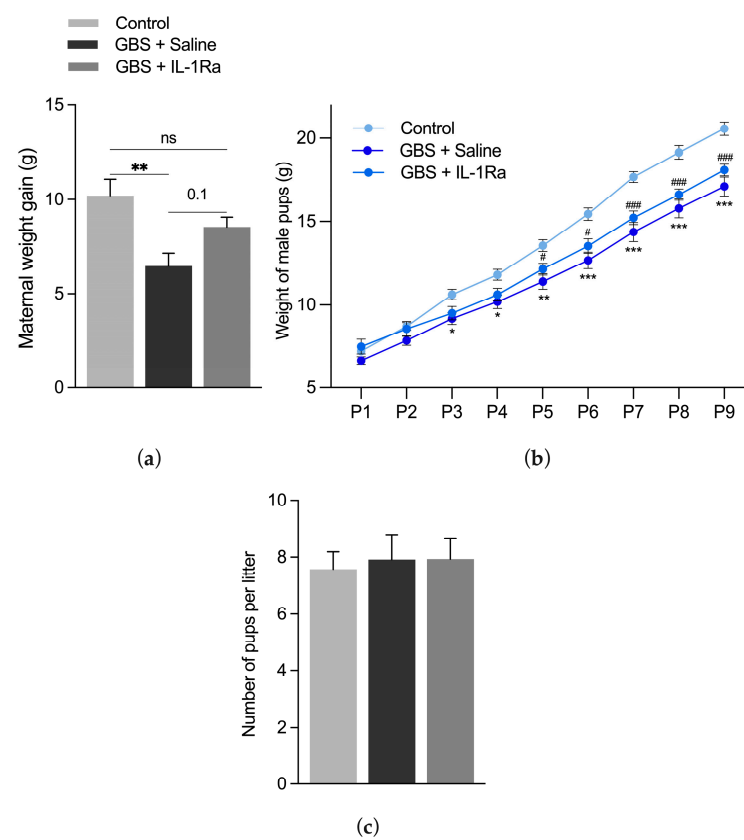 Control
GBS + Saline
GBS + IL-1Ra
Maternal weight gain (g)
15
10
5
0
ns
**
0.1
(a)
Weight of male pups (g)
20
15
10
5
Control
GBS + Saline
GBS + IL-1Ra
# # ### ### ###
* * ** *** *** *** ***
P1 P2 P3 P4 P5 P6 P7 P8 P9
(b)
Number of pups per litter
10
8
6
4
2
0
(c)